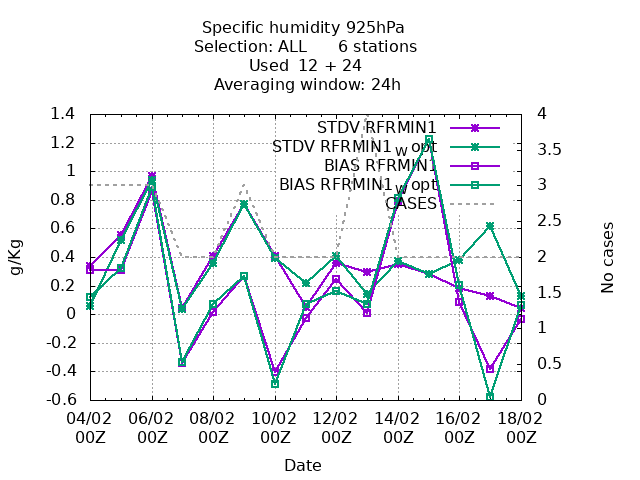 Specific humidity 925hPa
Selection: ALL 6 stations
Used 12 + 24
Averaging window: 24h
STDV RFRMIN1
STDV RFRMIN1_w opt
BIAS RFRMIN1
BIAS RFRMIN1_w opt
CASES
1.4
1.2
1
0.8
0.6
0.4
0.2
0
-0.2
-0.4
-0.6
g/Kg
4
3.5
3
2.5
2
1.5
1
0.5
0
No cases
04/02 06/02 08/02 10/02 12/02 14/02 16/02 18/02
00Z 00Z 00Z 00Z 00Z 00Z 00Z 00Z
Date